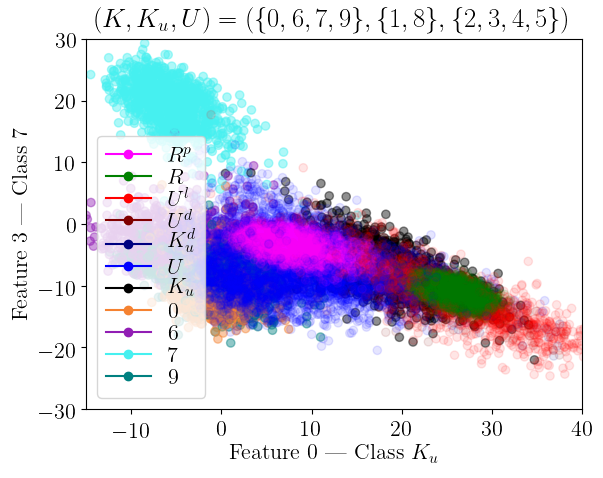 (K, K_u, U) = ({0, 6, 7, 9}, {1, 8}, {2, 3, 4, 5})
30
20
10
0
−10
−20
−30
Feature 3 — Class 7
R^p
R
U^l
U^d
K_u^d
U
K_u
0
6
7
9
−10 0 10 20 30 40
Feature 0 — Class K_u